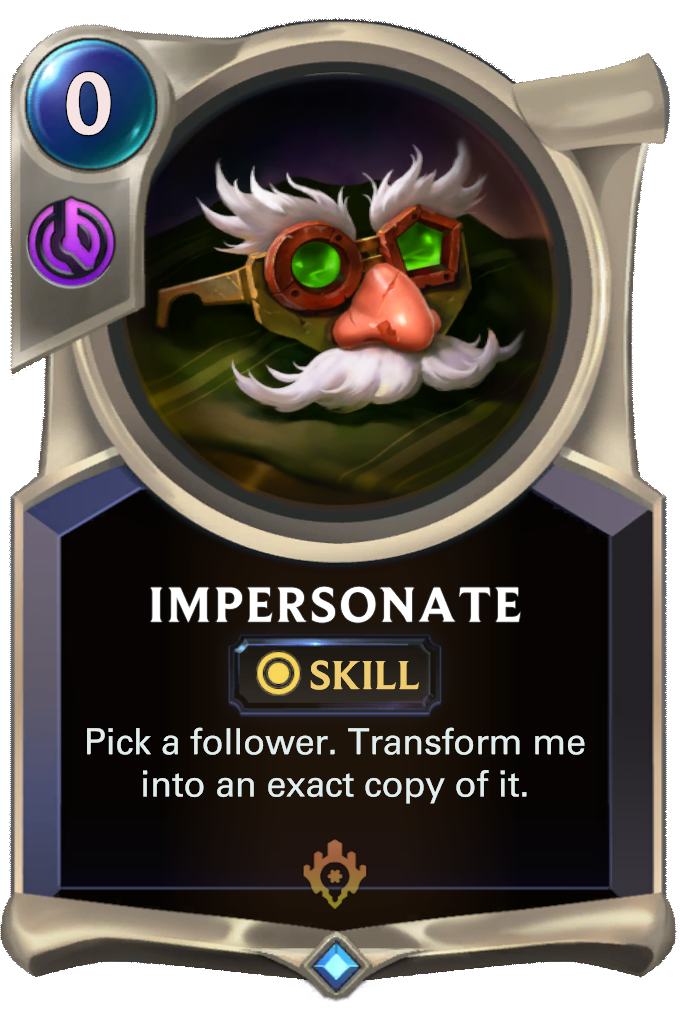 0
IMPERSONATE
SKILL
Pick a follower. Transform me
into an exact copy of it.